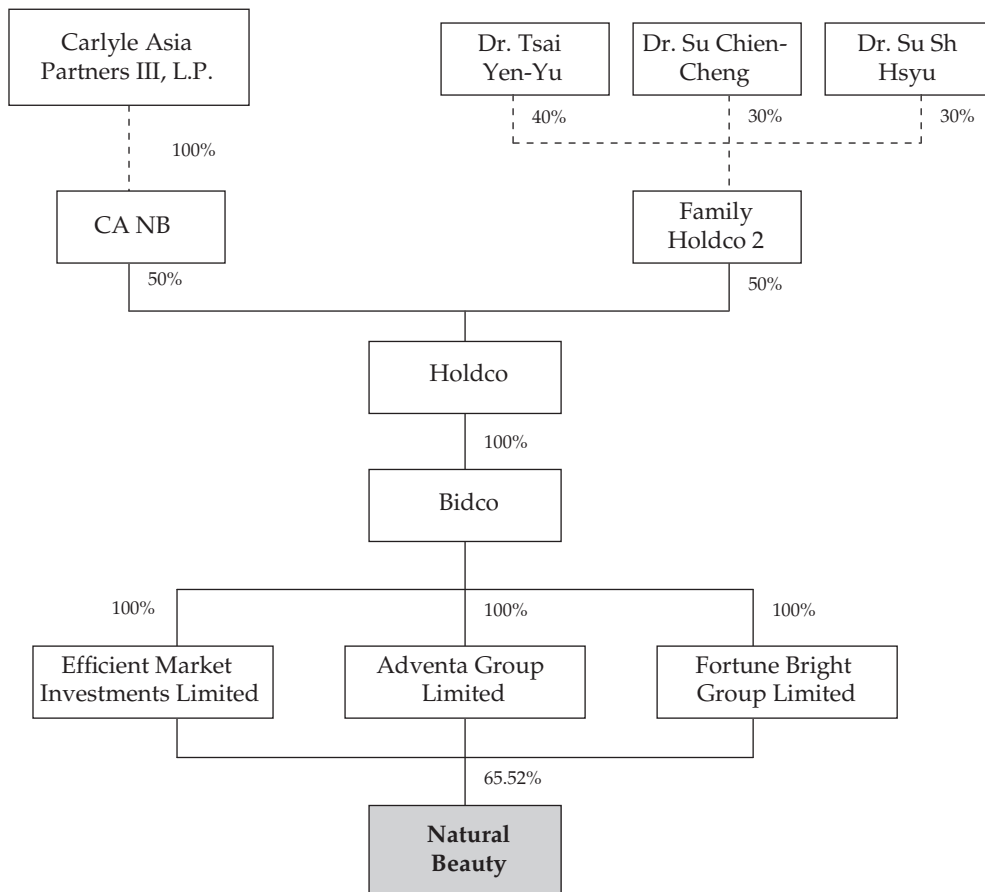 Carlyle Asia
Partners III, L.P.
Dr. Tsai
Yen-Yu
Dr. Su Chien-
Cheng
Dr. Su Sh
Hsyu
40%
30%
30%
100%
CA NB
Family
Holdco 2
50%
50%
Holdco
100%
Bidco
100%
100%
100%
Efficient Market
Investments Limited
Adventa Group
Limited
Fortune Bright
Group Limited
65.52%
Natural
Beauty